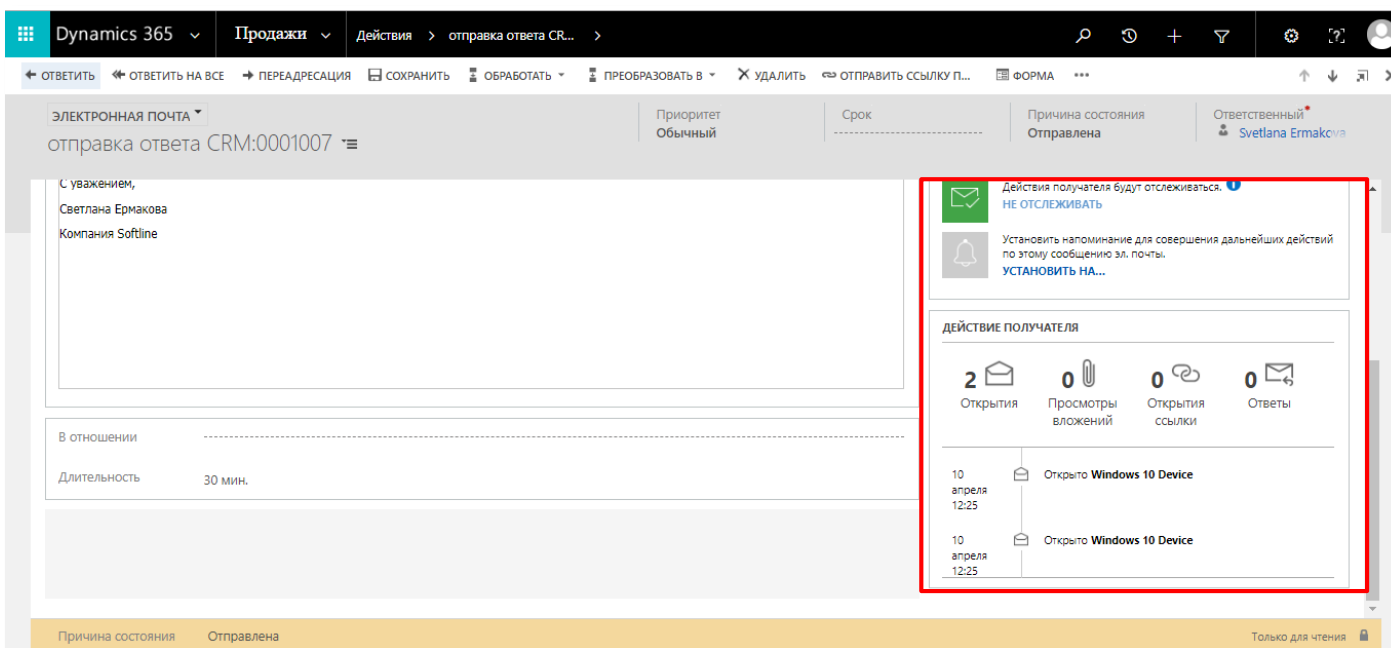 Dynamics 365 Продажи Действия > отправка ответа CR... >
ОТВЕТИТЬ ОТВЕТИТЬ НА ВСЕ ПЕРЕАДРЕСАЦИЯ СОХРАНИТЬ ОБРАБОТАТЬ ПРЕОБРАЗОВАТЬ В УДАЛИТЬ ОТПРАВИТЬ ССЫЛКУ П... ФОРМА ...
ЭЛЕКТРОННАЯ ПОЧТА
отправка ответа CRM:0001007
Приоритет
Обычный
Срок
Причина состояния
Отправлена
Ответственный*
Svetlana Ermakova
С уважением,
Светлана Ермакова
Компания Softline
В отношении
Длительность 30 мин.
Действия получателя будут отслеживаться.
НЕ ОТСЛЕЖИВАТЬ
Установить напоминание для совершения дальнейших действий
по этому сообщению эл. почты.
УСТАНОВИТЬ НА...
ДЕЙСТВИЕ ПОЛУЧАТЕЛЯ
2 0 0 0
Открытия Просмотры Открытия Ответы
вложений ссылки
10 Открыто Windows 10 Device
апреля
12:25
10 Открыто Windows 10 Device
апреля
12:25
Причина состояния Отправлена Только для чтения